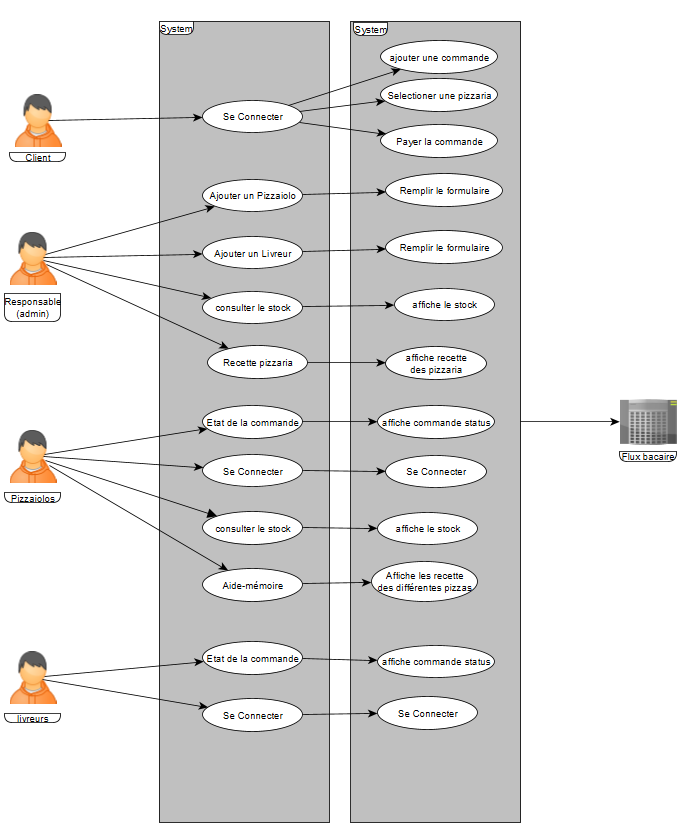 System
System
ajouter une commande
Selectioner une pizzaria
Se Connecter
Payer la commande
Client
Ajouter un Pizzaiolo
Remplir le formulaire
Ajouter un Livreur
Remplir le formulaire
Responsable
(admin)
consulter le stock
affiche le stock
Recette pizzaria
affiche recette
des pizzaria
Etat de la commande
affiche commande status
Flux bacaire
Se Connecter
Se Connecter
Pizzaiolos
consulter le stock
affiche le stock
Aide-mémoire
Affiche les recette
des différentes pizzas
Etat de la commande
affiche commande status
livreurs
Se Connecter
Se Connecter